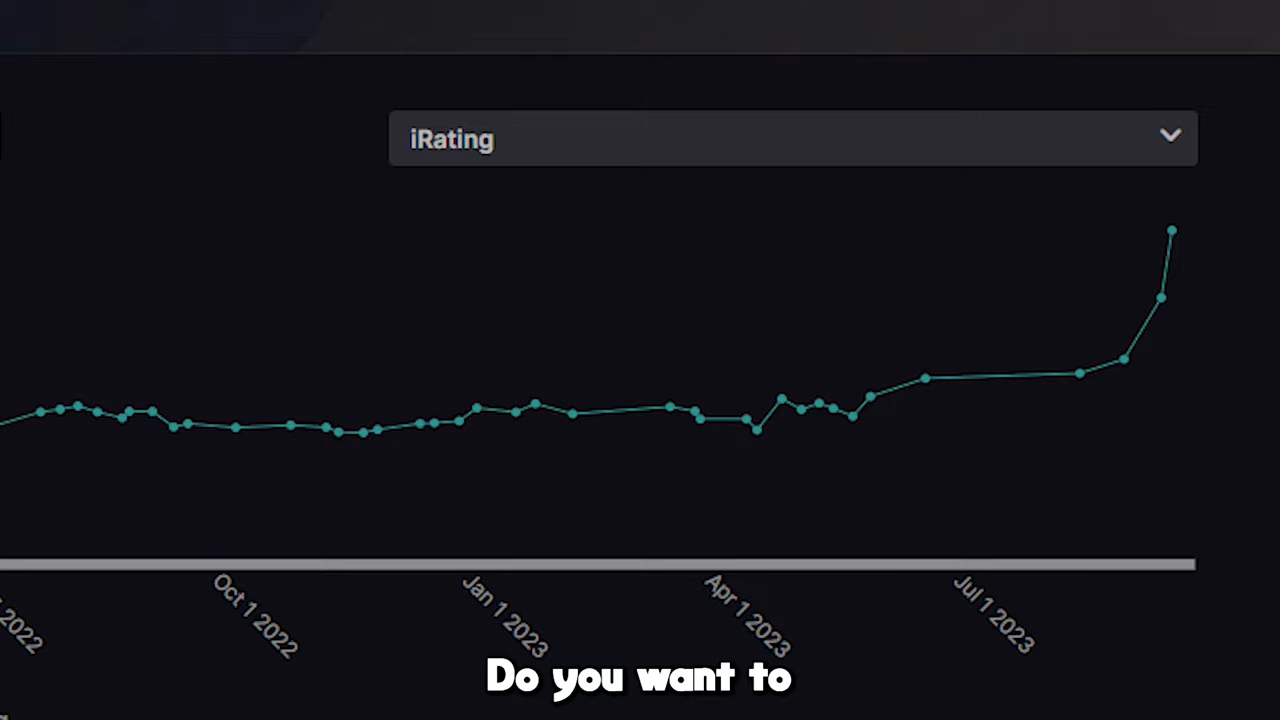 iRating
2022
Oct 1 2022
Jan 1 2023
Apr 1 2023
Jul 1 2023
Do you want to